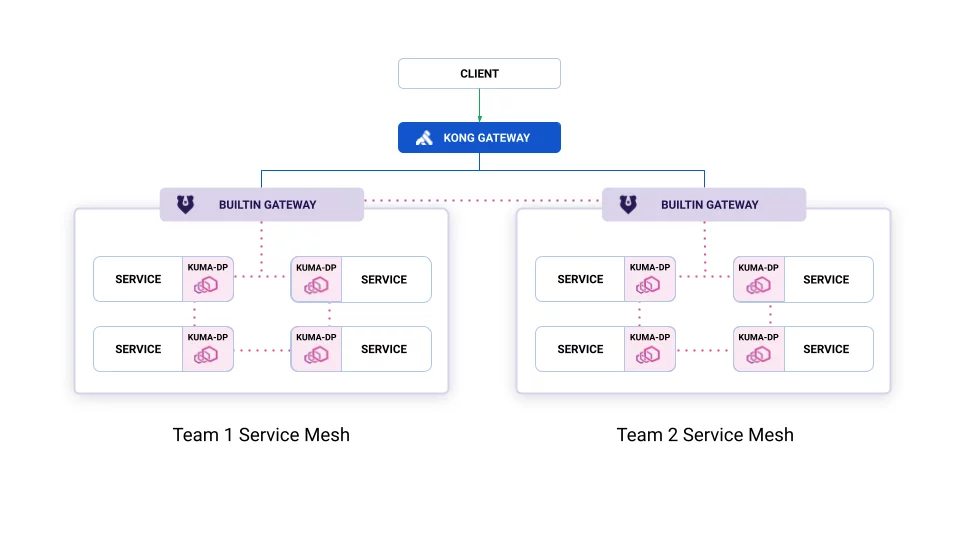 CLIENT
KONG GATEWAY
BUILTIN GATEWAY
BUILTIN GATEWAY
SERVICE
KUMA-DP
KUMA-DP
SERVICE
SERVICE
KUMA-DP
KUMA-DP
SERVICE
SERVICE
KUMA-DP
KUMA-DP
SERVICE
SERVICE
KUMA-DP
KUMA-DP
SERVICE
Team 1 Service Mesh
Team 2 Service Mesh